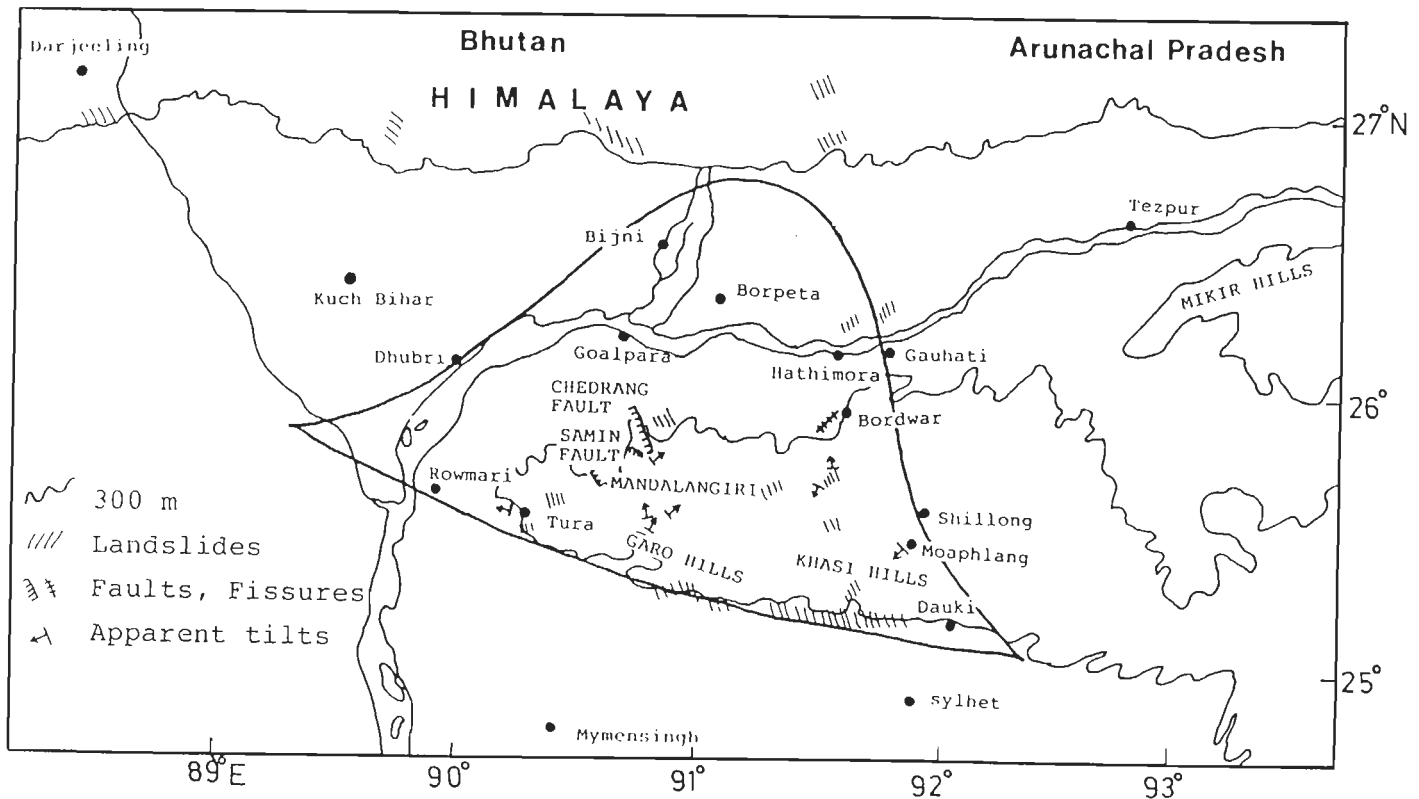 Darjeeling
Bhutan
Arunachal Pradesh
HIMALAYA
27°N
Tezpur
Bijni
MIKIR HILLS
Kuch Bihar
Borpeta
Dhubri
Goalpara
Gauhati
Hathimora
26°
CHEDRANG
FAULT
Bordwar
SAMIN
FAULT
Rowmari
MANDALANGIRI
300 m
Tura
Shillong
Landslides
GARO HILLS
KHASI HILLS
Moaphlang
Faults, Fissures
Dauki
Apparent tilts
25°
sylhet
Mymensingh
89°E
90°
91°
92°
93°